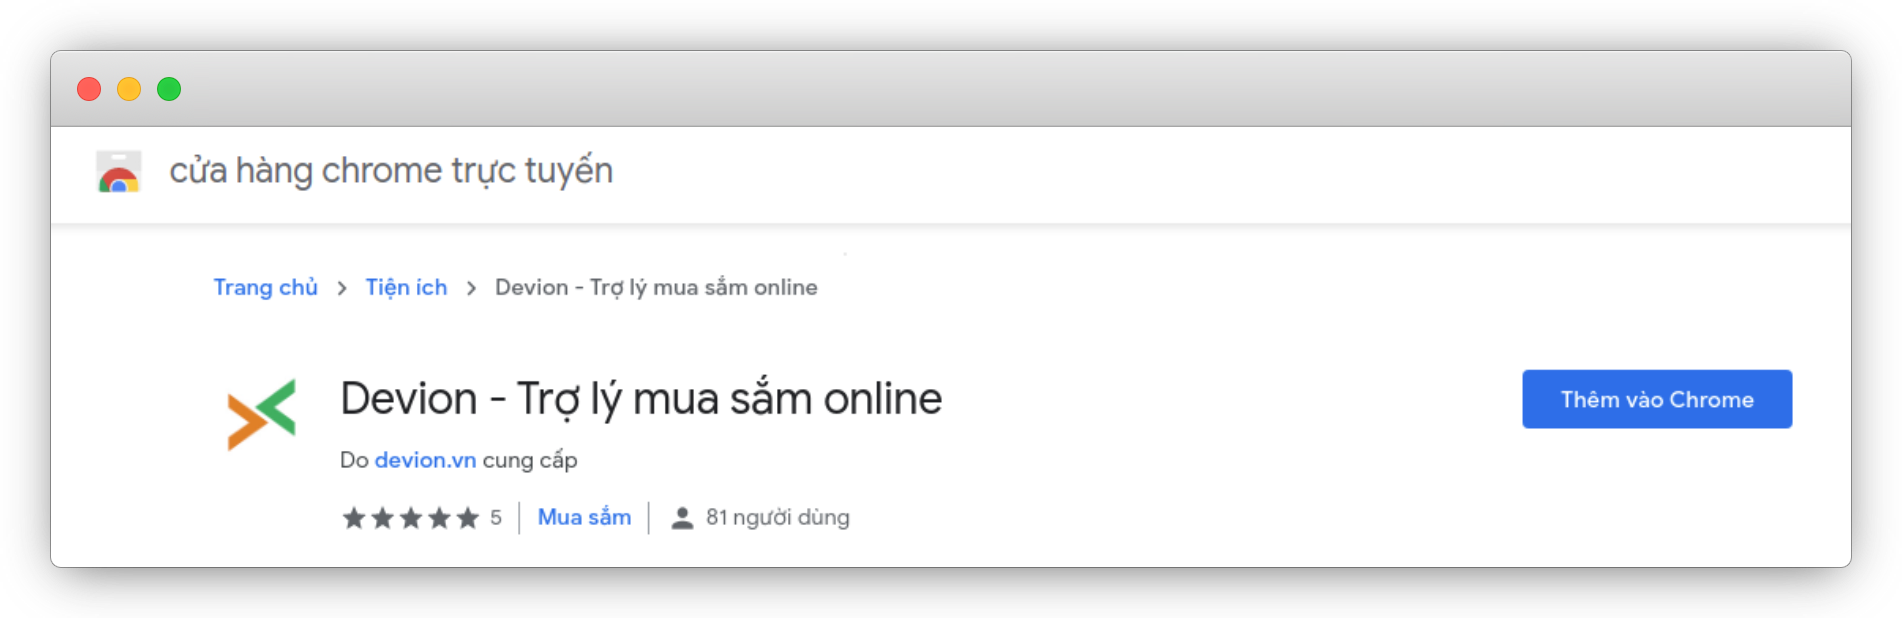 cửa hàng chrome trực tuyến
Trang chủ > Tiện ích > Devion - Trợ lý mua sắm online
Devion - Trợ lý mua sắm online
Thêm vào Chrome
Do devion.vn cung cấp
★★★★★ 5 | Mua sắm | 81 người dùng